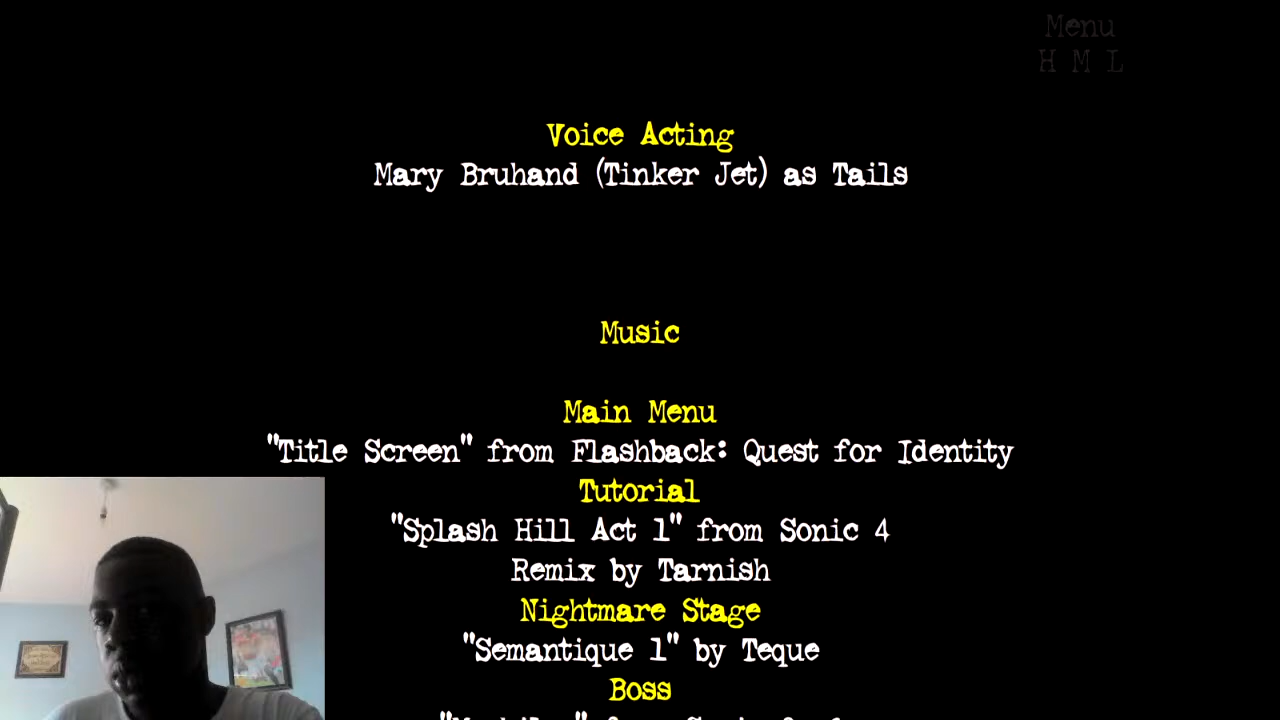 Menu
H M L
Voice Acting
Mary Bruhand (Tinker Jet) as Tails
Music
Main Menu
"Title Screen" from Flashback: Quest for Identity
Tutorial
"Splash Hill Act 1" from Sonic 4
Remix by Tarnish
Nightmare Stage
"Semantique 1" by Teque
Boss